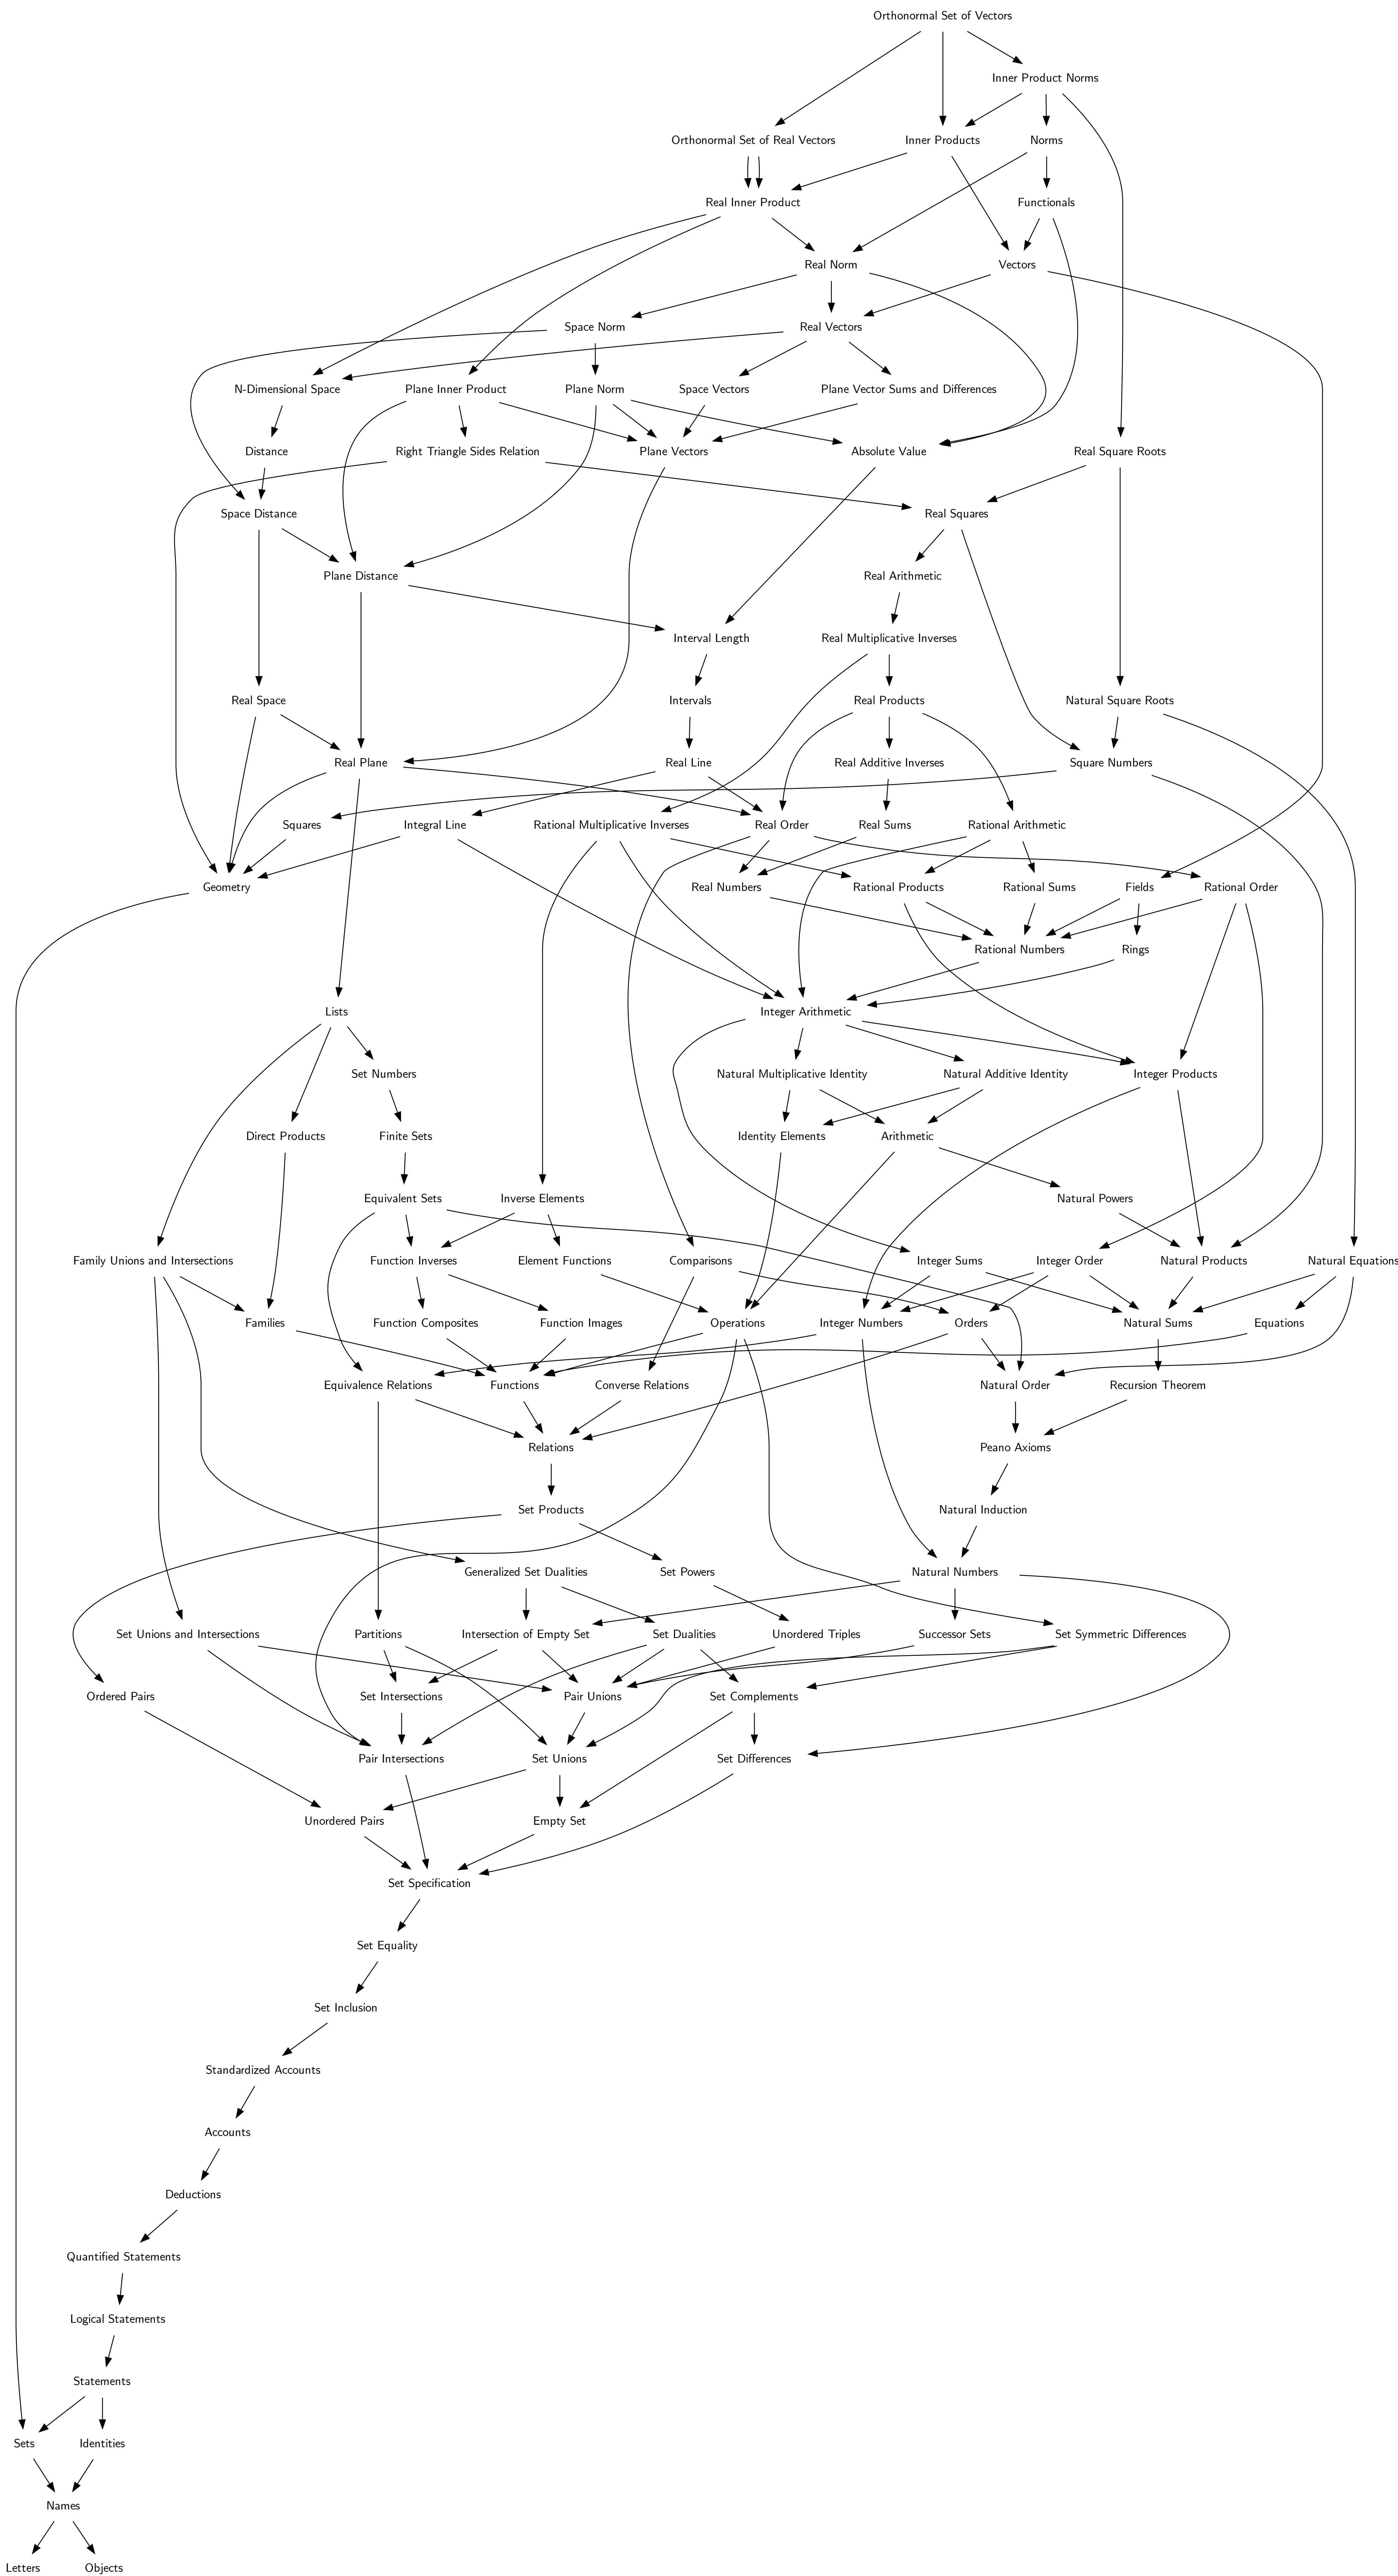 Orthonormal Set of Vectors
Inner Product Norms
Orthonormal Set of Real Vectors
Inner Products
Norms
Real Inner Product
Functionals
Real Norm
Vectors
Space Norm
Real Vectors
N-Dimensional Space
Plane Inner Product
Plane Norm
Space Vectors
Plane Vector Sums and Differences
Distance
Right Triangle Sides Relation
Plane Vectors
Absolute Value
Real Square Roots
Space Distance
Real Squares
Plane Distance
Real Arithmetic
Interval Length
Real Multiplicative Inverses
Real Space
Intervals
Real Products
Natural Square Roots
Real Plane
Real Line
Real Additive Inverses
Square Numbers
Squares
Integral Line
Rational Multiplicative Inverses
Real Order
Real Sums
Rational Arithmetic
Geometry
Real Numbers
Rational Products
Rational Sums
Fields
Rational Order
Rational Numbers
Rings
Lists
Integer Arithmetic
Set Numbers
Natural Multiplicative Identity
Natural Additive Identity
Integer Products
Direct Products
Finite Sets
Identity Elements
Arithmetic
Equivalent Sets
Inverse Elements
Natural Powers
Family Unions and Intersections
Function Inverses
Element Functions
Comparisons
Integer Sums
Integer Order
Natural Products
Natural Equations
Families
Function Composites
Function Images
Operations
Integer Numbers
Orders
Natural Sums
Equations
Equivalence Relations
Functions
Converse Relations
Natural Order
Recursion Theorem
Relations
Peano Axioms
Set Products
Natural Induction
Generalized Set Dualities
Set Powers
Natural Numbers
Set Unions and Intersections
Partitions
Intersection of Empty Set
Set Dualities
Unordered Triples
Successor Sets
Set Symmetric Differences
Ordered Pairs
Set Intersections
Pair Unions
Set Complements
Pair Intersections
Set Unions
Set Differences
Unordered Pairs
Empty Set
Set Specification
Set Equality
Set Inclusion
Standardized Accounts
Accounts
Deductions
Quantified Statements
Logical Statements
Statements
Sets
Identities
Names
Letters
Objects